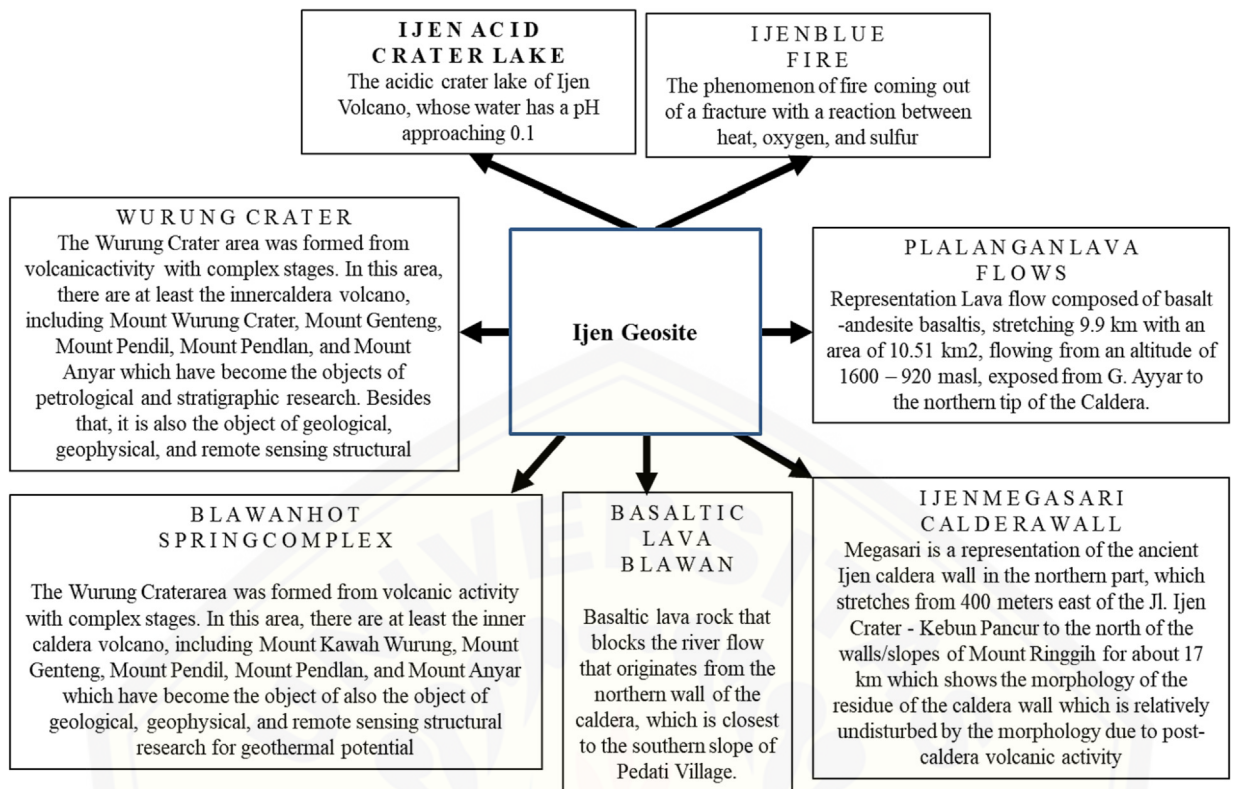 IJEN ACID
CRATER LAKE
The acidic crater lake of Ijen
Volcano, whose water has a pH
approaching 0.1
IJENBLUE
FIRE
The phenomenon of fire coming out
of a fracture with a reaction between
heat, oxygen, and sulfur
WURUNG CRATER
The Wurung Crater area was formed from
volcanicactivity with complex stages. In this area,
there are at least the innercaldera volcano,
including Mount Wurung Crater, Mount Genteng,
Mount Pendil, Mount Pendlan, and Mount
Anyar which have become the objects of
petrological and stratigraphic research. Besides
that, it is also the object of geological,
geophysical, and remote sensing structural
Ijen Geosite
PLALANGANLAVA
FLOWS
Representation Lava flow composed of basalt
-andesite basaltis, stretching 9.9 km with an
area of 10.51 km2, flowing from an altitude of
1600 – 920 masl, exposed from G. Ayyar to
the northern tip of the Caldera.
BLAWANHOT
SPRINGCOMPLEX
The Wurung Craterarea was formed from volcanic activity
with complex stages. In this area, there are at least the inner
caldera volcano, including Mount Kawah Wurung, Mount
Genteng, Mount Pendil, Mount Pendlan, and Mount Anyar
which have become the object of also the object of
geological, geophysical, and remote sensing structural
research for geothermal potential
BASALTIC
LAVA
BLAWAN
Basaltic lava rock that
blocks the river flow
that originates from the
northern wall of the
caldera, which is closest
to the southern slope of
Pedati Village.
IJENMEGASARI
CALDERAWALL
Megasari is a representation of the ancient
Ijen caldera wall in the northern part, which
stretches from 400 meters east of the Jl. Ijen
Crater - Kebun Pancur to the north of the
walls/slopes of Mount Ringgih for about 17
km which shows the morphology of the
residue of the caldera wall which is relatively
undisturbed by the morphology due to post-
caldera volcanic activity